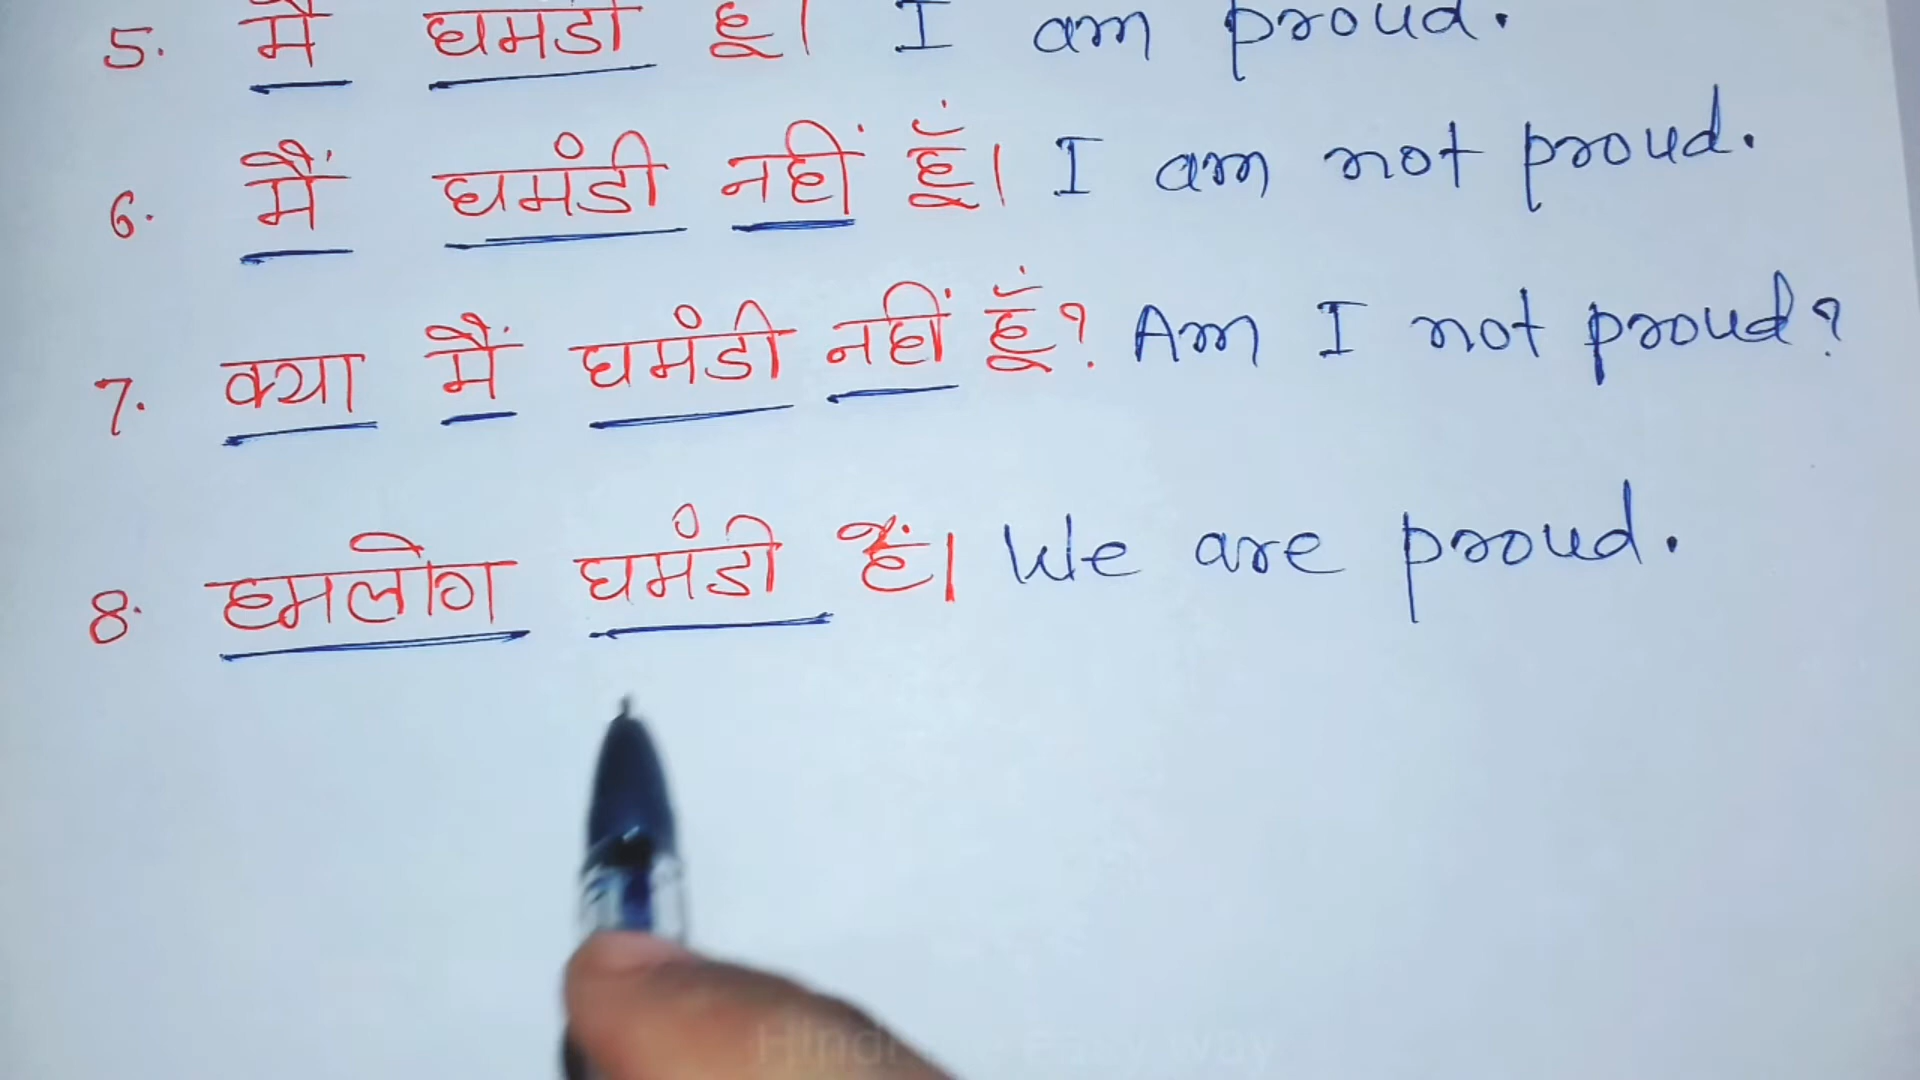 5. मैं घमंडी हूँ। I am proud.
6. मैं घमंडी नहीं हूँ। I am not proud.
7. क्या मैं घमंडी नहीं हूँ? Am I not proud?
8. हमलोग घमंडी हैं। We are proud.